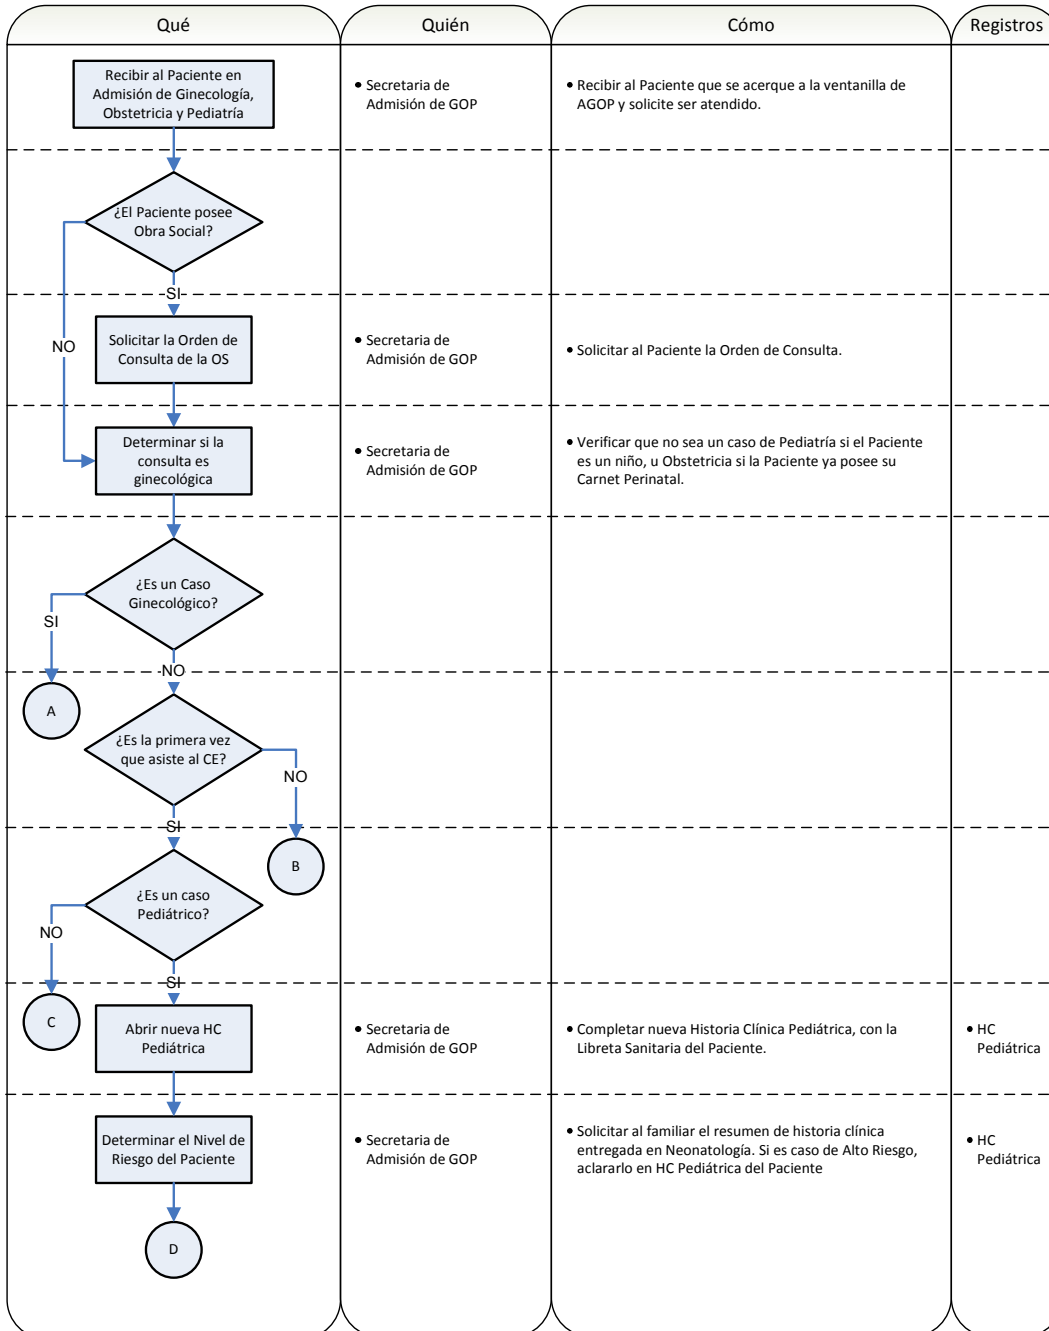 Qué
Quién
Cómo
Registros
Recibir al Paciente en
Admisión de Ginecología,
Obstetricia y Pediatría
• Secretaria de
Admisión de GOP
• Recibir al Paciente que se acerque a la ventanilla de
AGOP y solicite ser atendido.
¿El Paciente posee
Obra Social?
SI
NO
Solicitar la Orden de
Consulta de la OS
• Secretaria de
Admisión de GOP
• Solicitar al Paciente la Orden de Consulta.
Determinar si la
consulta es
ginecológica
• Secretaria de
Admisión de GOP
• Verificar que no sea un caso de Pediatría si el Paciente
es un niño, u Obstetricia si la Paciente ya posee su
Carnet Perinatal.
¿Es un Caso
Ginecológico?
SI
NO
A
¿Es la primera vez
que asiste al CE?
NO
SI
B
¿Es un caso
Pediátrico?
NO
SI
C
Abrir nueva HC
Pediátrica
• Secretaria de
Admisión de GOP
• Completar nueva Historia Clínica Pediátrica, con la
Libreta Sanitaria del Paciente.
• HC
Pediátrica
Determinar el Nivel de
Riesgo del Paciente
• Secretaria de
Admisión de GOP
• Solicitar al familiar el resumen de historia clínica
entregada en Neonatología. Si es caso de Alto Riesgo,
aclararlo en HC Pediátrica del Paciente
• HC
Pediátrica
D